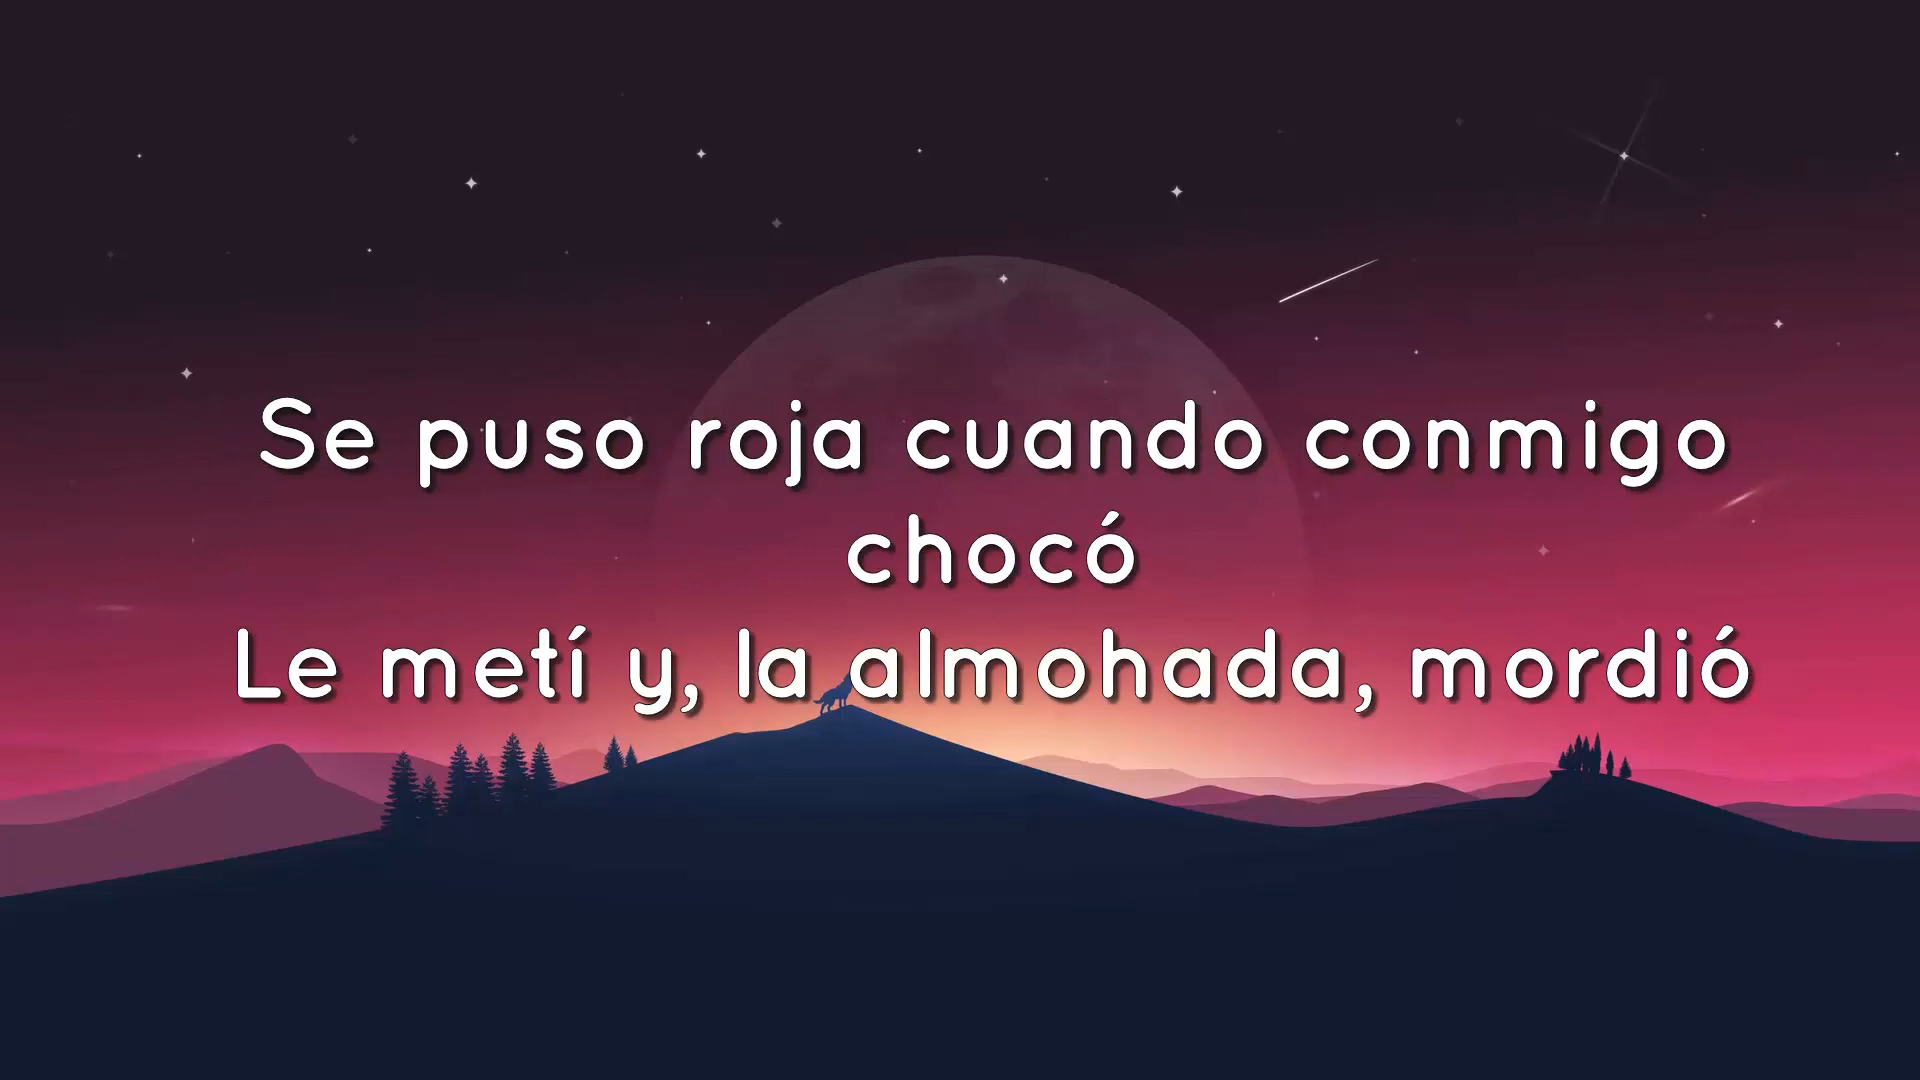 Se puso roja cuando conmigo
chocó
Le metí y, la almohada, mordió